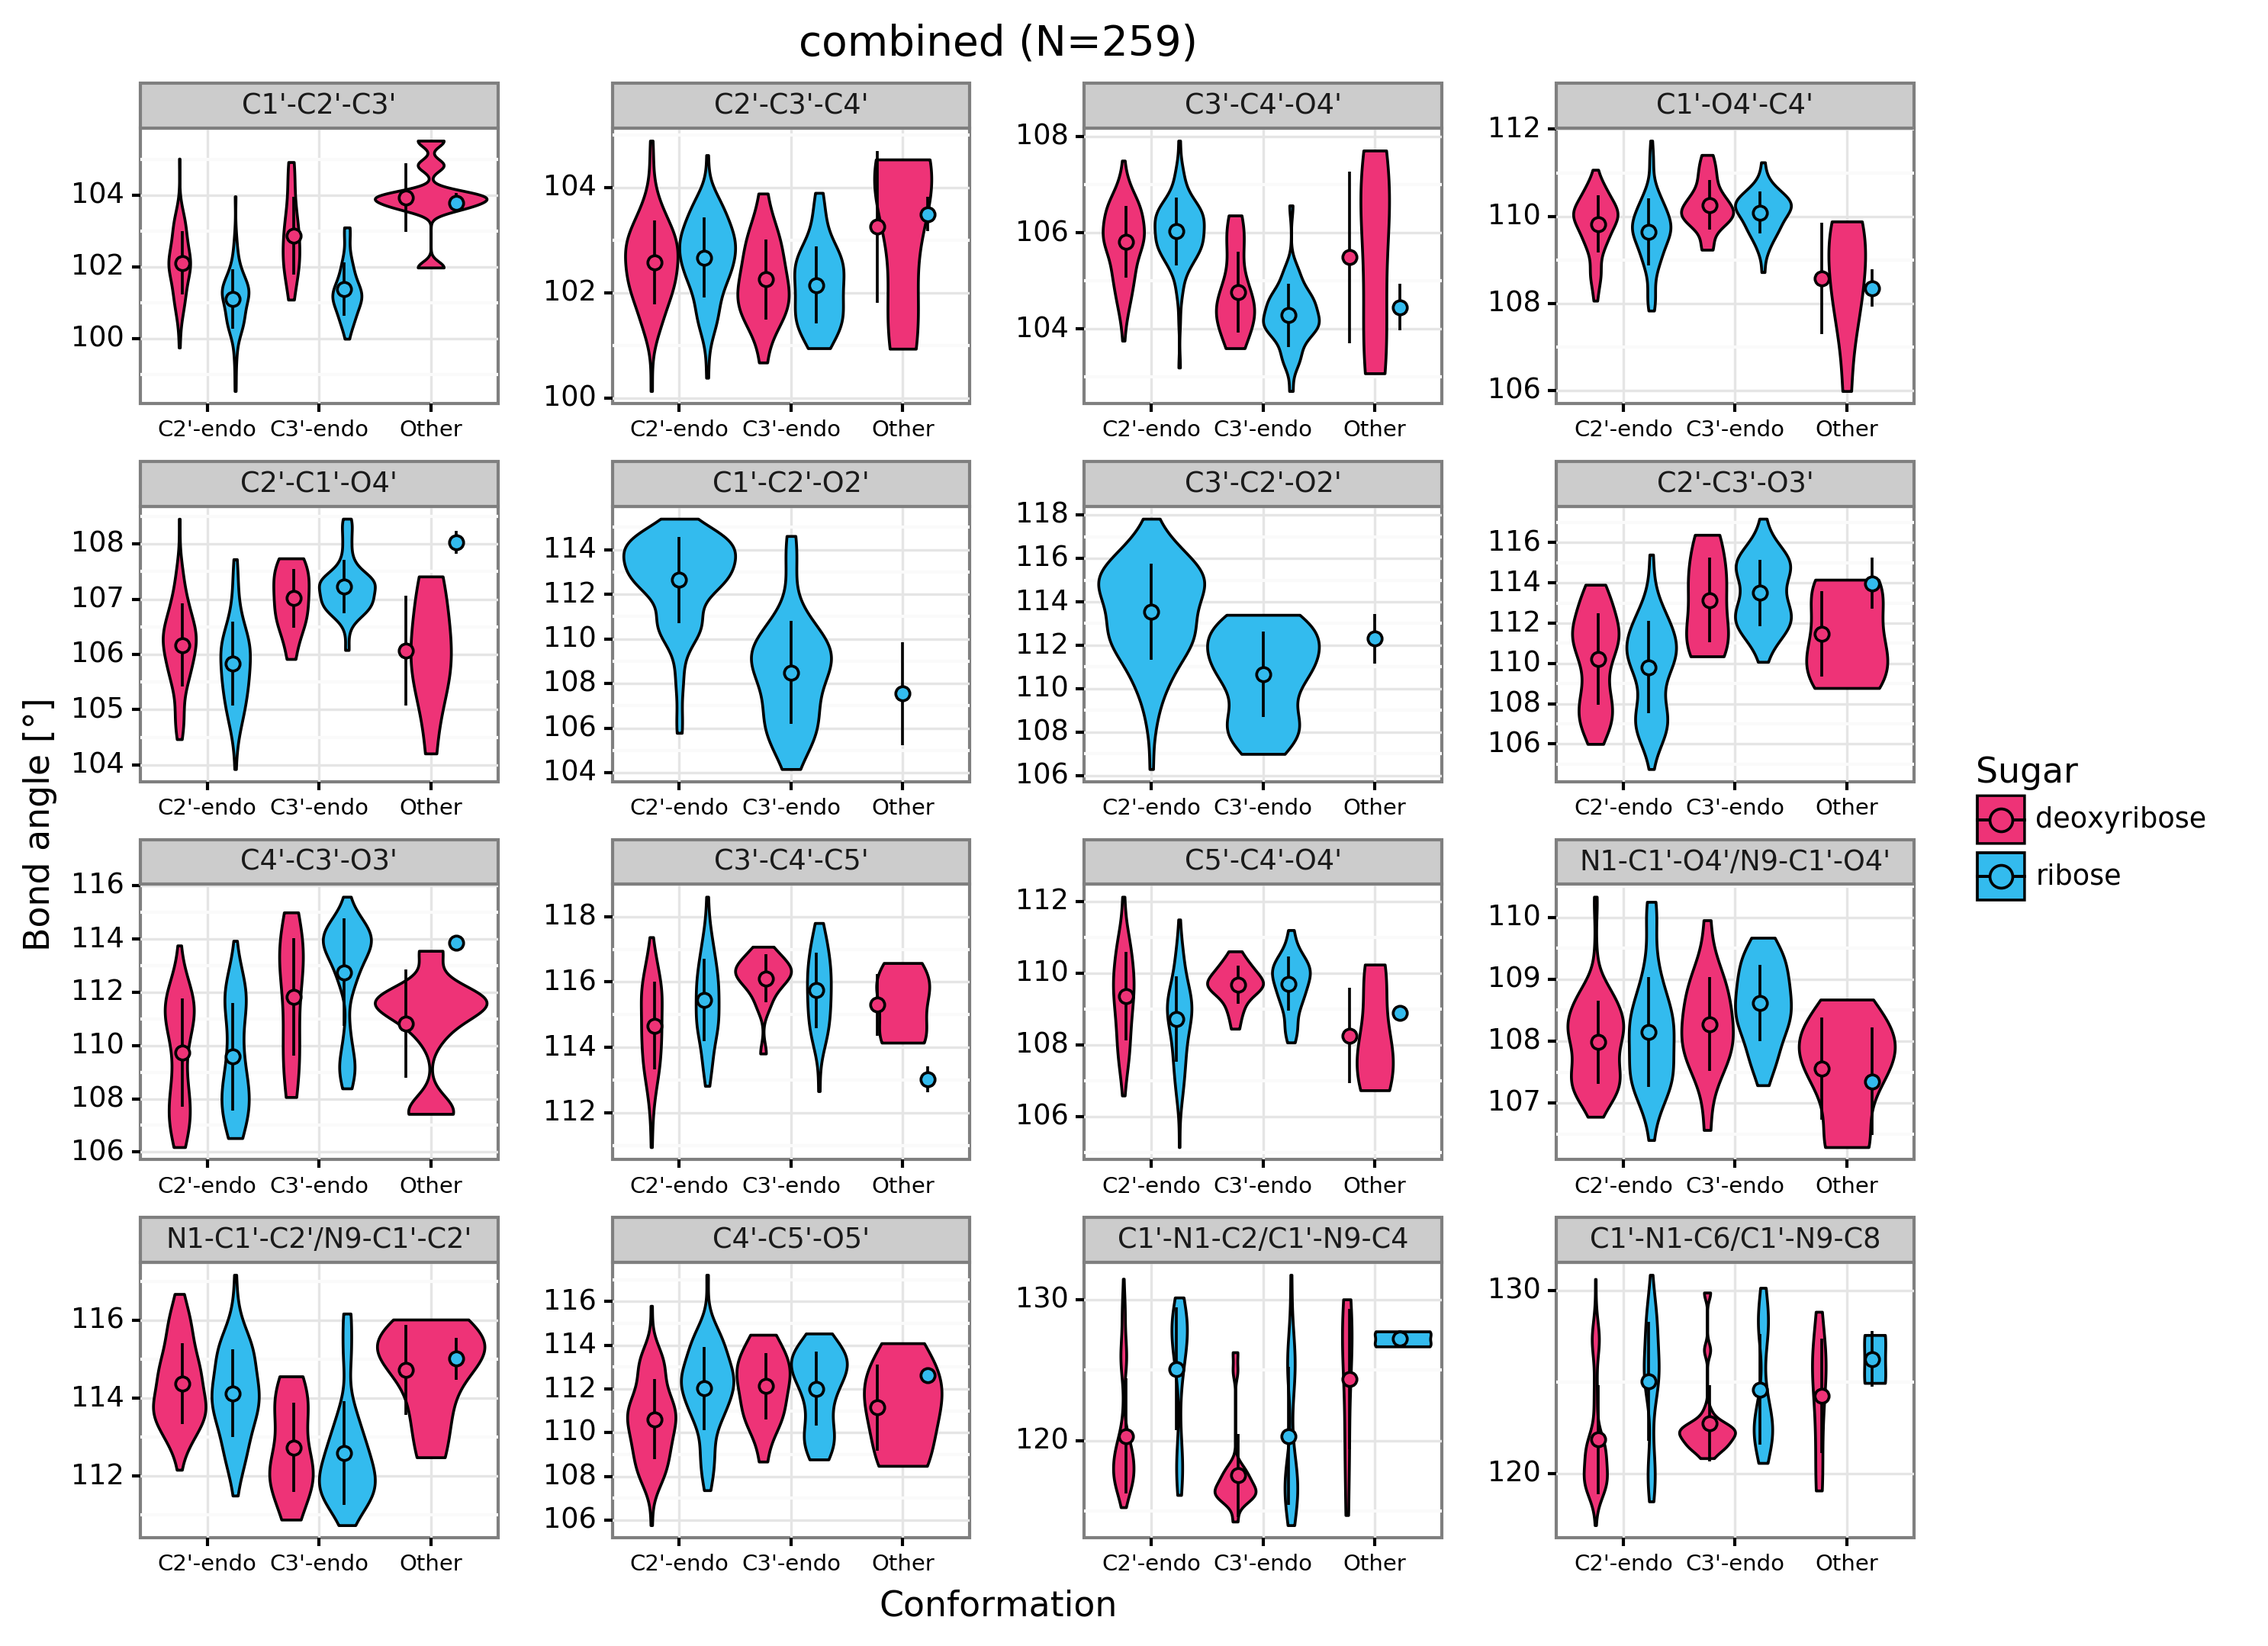 combined (N=259)
C1'-C2'-C3'
C2'-C3'-C4'
C3'-C4'-O4'
C1'-O4'-C4'
104
102
100
104
102
100
108
106
104
112
110
108
106
C2'-endo C3'-endo Other
C2'-endo C3'-endo Other
C2'-endo C3'-endo Other
C2'-endo C3'-endo Other
C2'-C1'-O4'
C1'-C2'-O2'
C3'-C2'-O2'
C2'-C3'-O3'
108
107
106
105
104
114
112
110
108
106
104
118
116
114
112
110
108
106
116
114
112
110
108
106
C2'-endo C3'-endo Other
C2'-endo C3'-endo Other
C2'-endo C3'-endo Other
C2'-endo C3'-endo Other
Bond angle [°]
Sugar
deoxyribose
ribose
C4'-C3'-O3'
C3'-C4'-C5'
C5'-C4'-O4'
N1-C1'-O4'/N9-C1'-O4'
116
114
112
110
108
106
118
116
114
112
112
110
108
106
110
109
108
107
C2'-endo C3'-endo Other
C2'-endo C3'-endo Other
C2'-endo C3'-endo Other
C2'-endo C3'-endo Other
N1-C1'-C2'/N9-C1'-C2'
C4'-C5'-O5'
C1'-N1-C2/C1'-N9-C4
C1'-N1-C6/C1'-N9-C8
116
114
112
116
114
112
110
108
106
130
120
130
120
C2'-endo C3'-endo Other
C2'-endo C3'-endo Other
C2'-endo C3'-endo Other
C2'-endo C3'-endo Other
Conformation